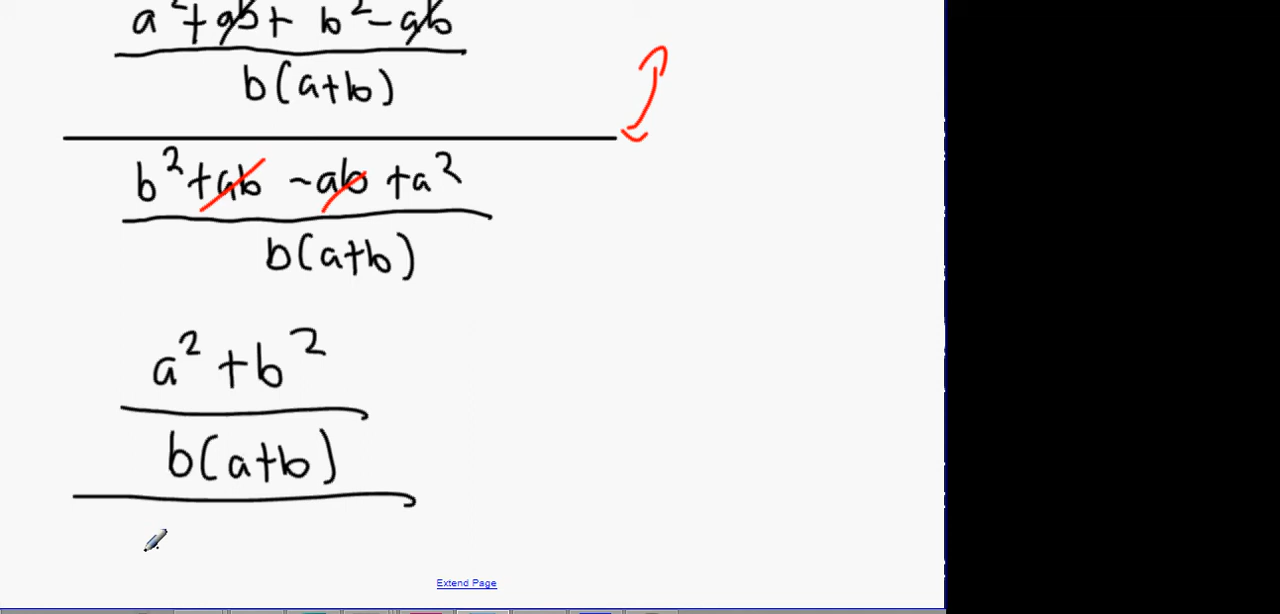 a²+ab+ b²-ab
b(a+b)
b²+ab -ab +a²
b(a+b)
a²+b²
b(a+b)
Extend Page